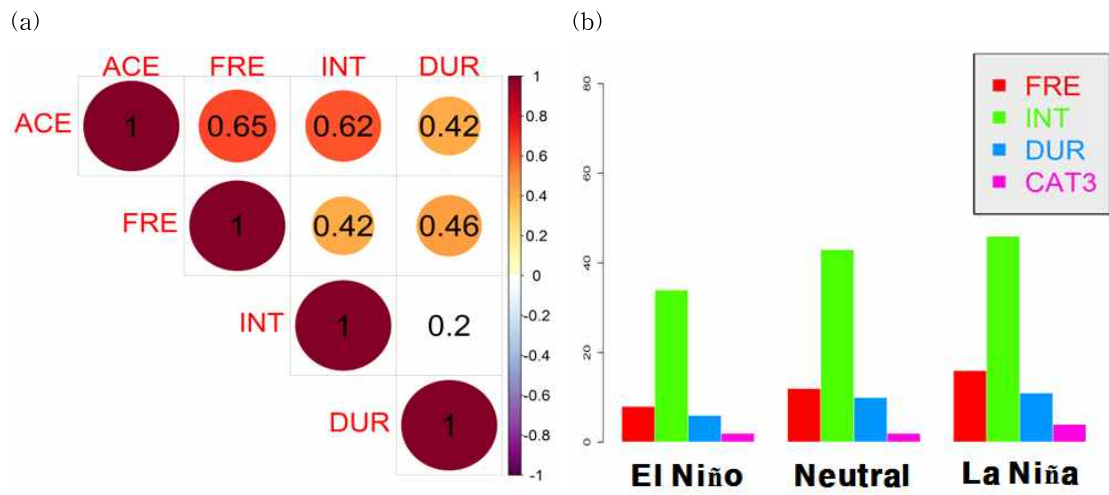 (a)
ACE FRE INT DUR
ACE 1 0.65 0.62 0.42
FRE 1 0.42 0.46
INT 1 0.2
DUR 1
1
0.8
0.6
0.4
0.2
0
-0.2
-0.4
-0.6
-0.8
-1
(b)
80
60
40
20
0
FRE
INT
DUR
CAT3
El Niño Neutral La Niña